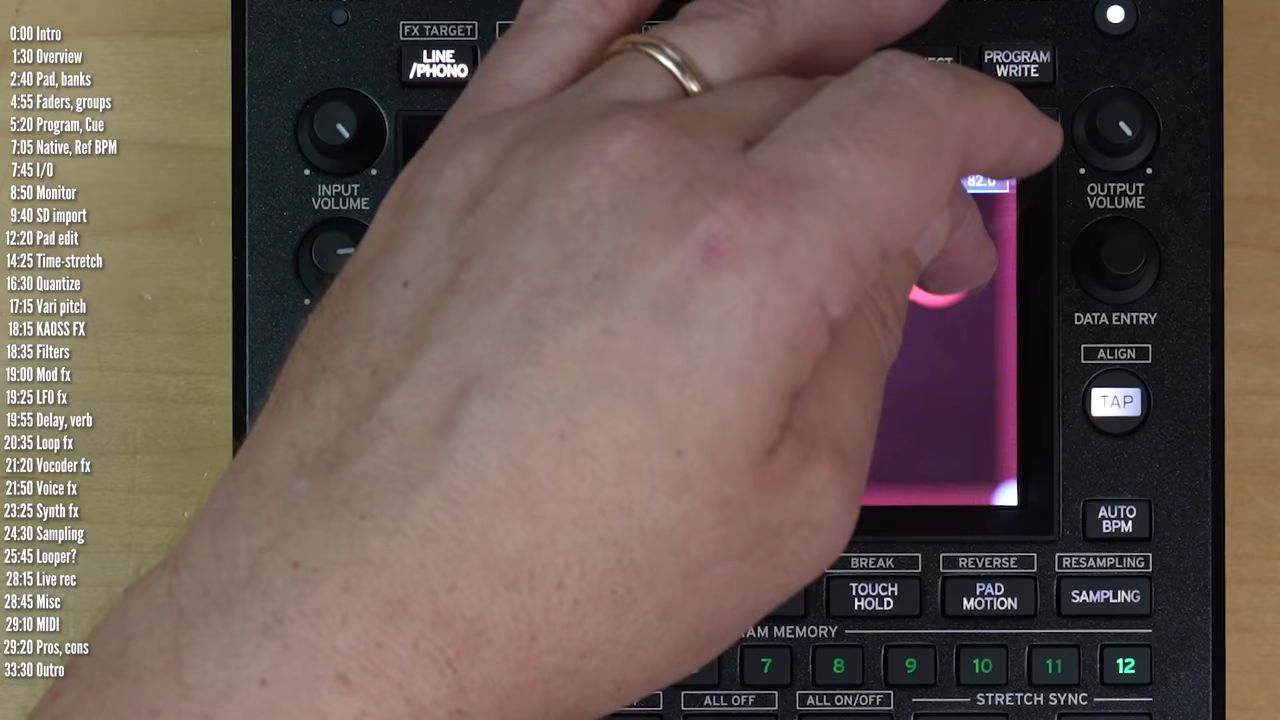 0:00 Intro
1:30 Overview
2:40 Pad, banks
4:55 Faders, groups
5:20 Program, Cue
7:05 Native, Ref BPM
7:45 I/O
8:50 Monitor
9:40 SD import
12:20 Pad edit
14:25 Time-stretch
16:30 Quantize
17:15 Vari pitch
18:15 KAOSS FX
18:35 Filters
19:00 Mod fx
19:25 LFO fx
19:55 Delay, verb
20:35 Loop fx
21:20 Vocoder fx
21:50 Voice fx
23:25 Synth fx
24:30 Sampling
25:45 Looper?
28:15 Live rec
28:45 Misc
29:10 MIDI
29:20 Pros, cons
33:30 Outro
FX TARGET
LINE
/PHONO
PROGRAM
WRITE
INPUT
VOLUME
OUTPUT
VOLUME
DATA ENTRY
ALIGN
TAP
AUTO
BPM
BREAK REVERSE RESAMPLING
TOUCH
HOLD
PAD
MOTION
SAMPLING
MEMORY
7 8 9 10 11 12
ALL OFF ALL ON/OFF STRETCH SYNC